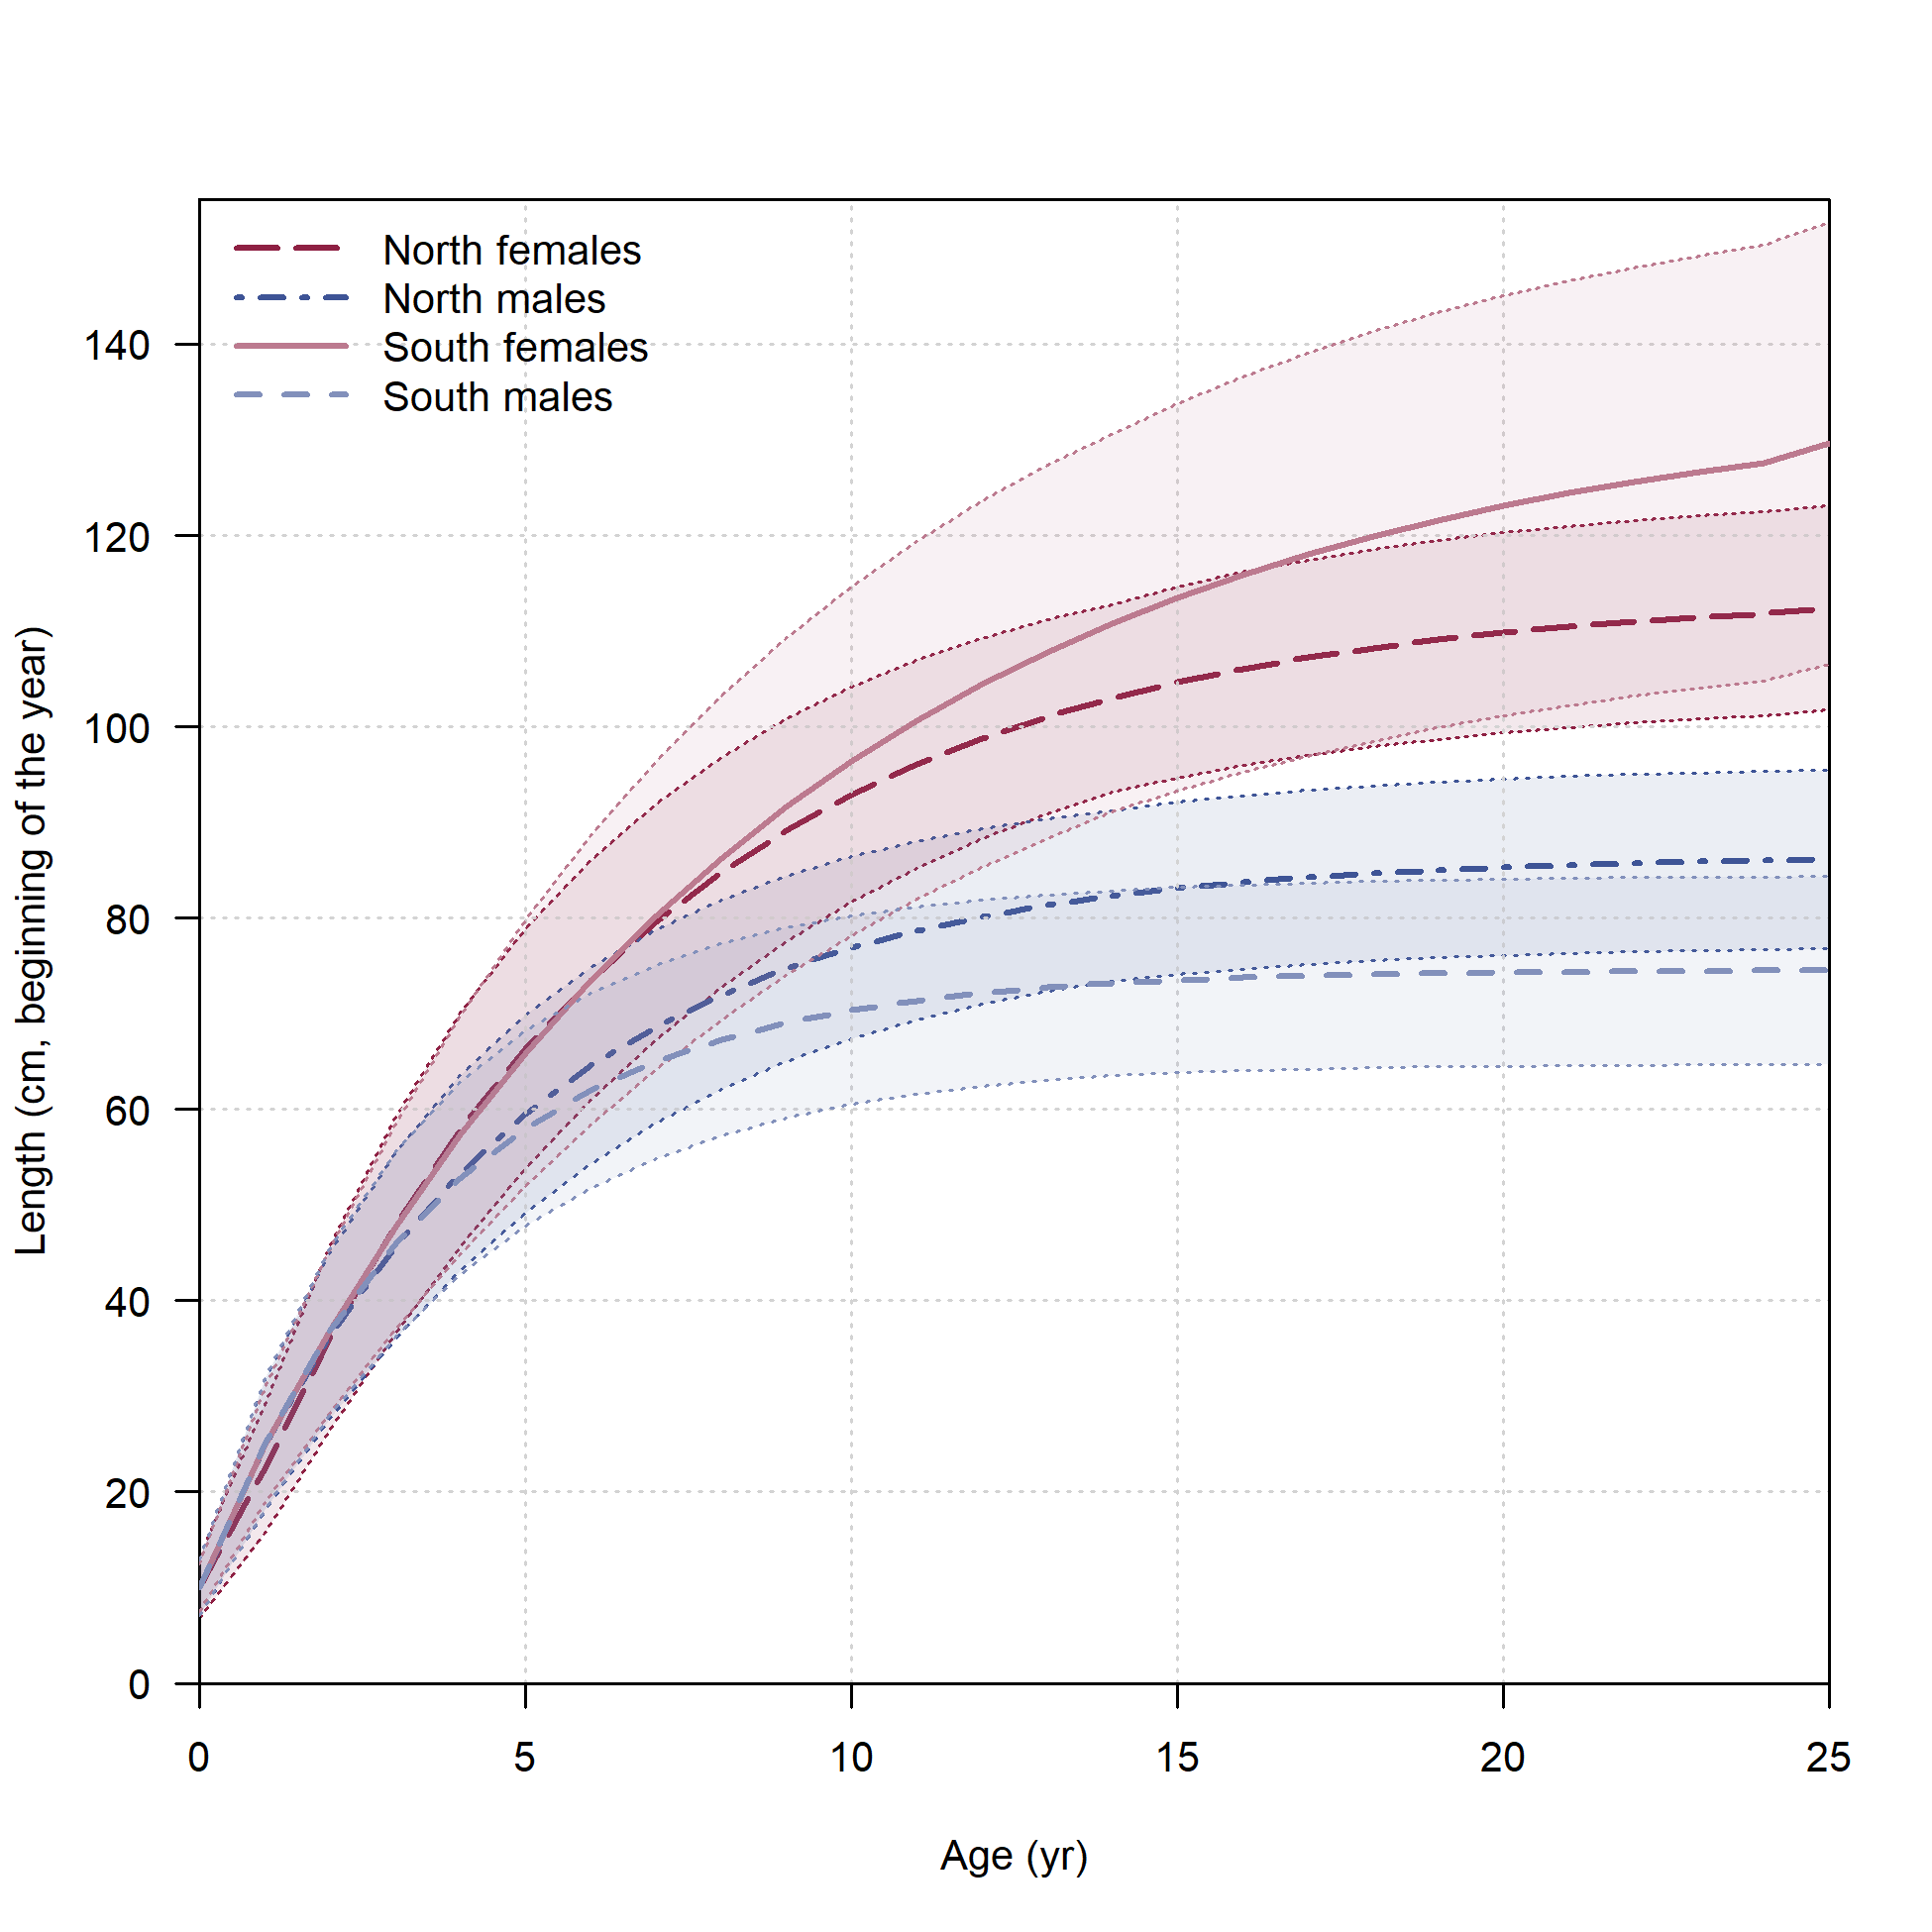 North females
North males
South females
South males
140
120
100
80
60
40
20
0
Length (cm, beginning of the year)
0 5 10 15 20 25
Age (yr)